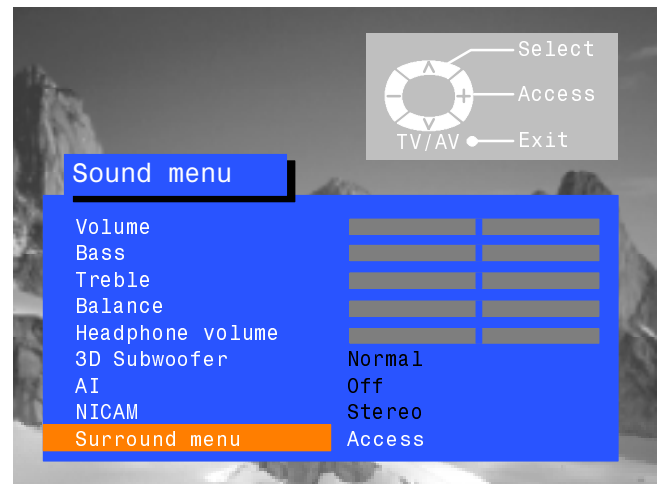 Select
Access
TV/AV Exit
Sound menu
Volume
Bass
Treble
Balance
Headphone volume
3D Subwoofer Normal
AI Off
NICAM Stereo
Surround menu Access